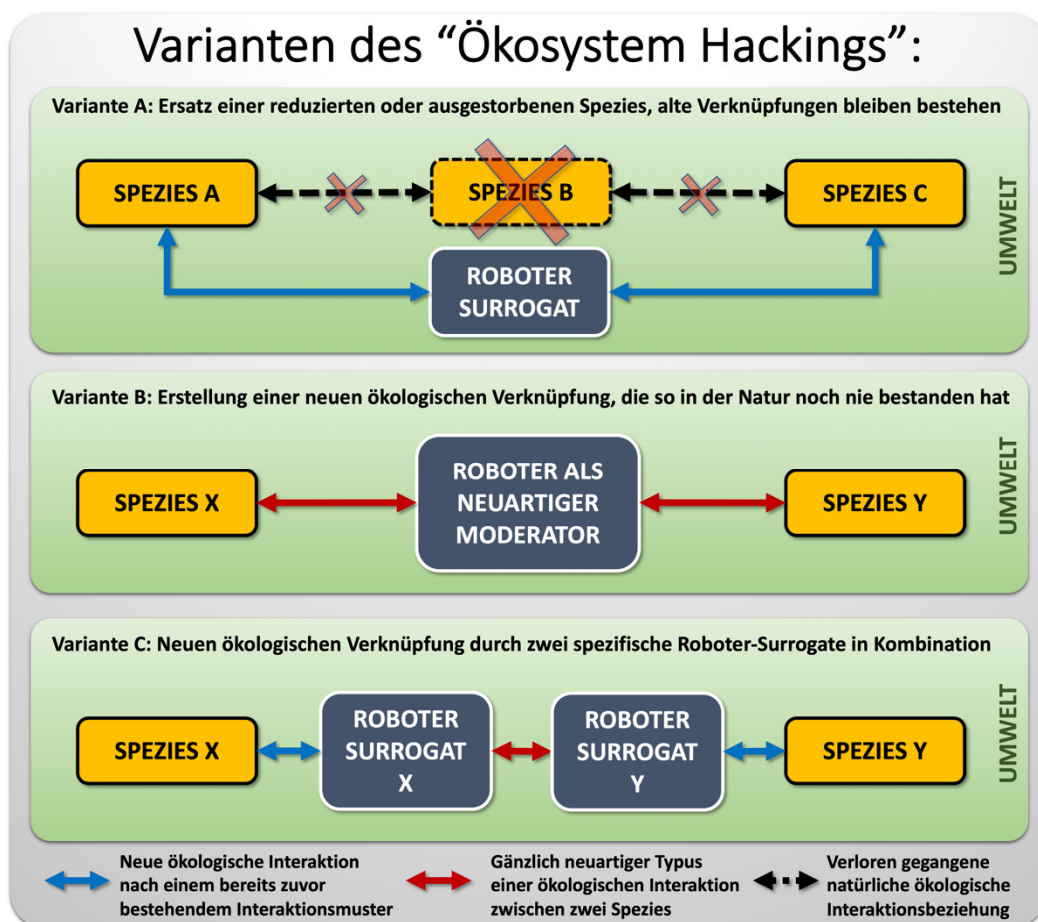 Varianten des “Ökosystem Hackings”:
Variante A: Ersatz einer reduzierten oder ausgestorbenen Spezies, alte Verknüpfungen bleiben bestehen
SPEZIES A
SPEZIES B
SPEZIES C
ROBOTER
SURROGAT
UMWELT
Variante B: Erstellung einer neuen ökologischen Verknüpfung, die so in der Natur noch nie bestanden hat
SPEZIES X
ROBOTER ALS
NEUARTIGER
MODERATOR
SPEZIES Y
UMWELT
Variante C: Neuen ökologischen Verknüpfung durch zwei spezifische Roboter-Surrogate in Kombination
SPEZIES X
ROBOTER
SURROGAT
X
ROBOTER
SURROGAT
Y
SPEZIES Y
UMWELT
Neue ökologische Interaktion
nach einem bereits zuvor
bestehendem Interaktionsmuster
Gänzlich neuartiger Typus
einer ökologischen Interaktion
zwischen zwei Spezies
Verloren gegangene
natürliche ökologische
Interaktionsbeziehung